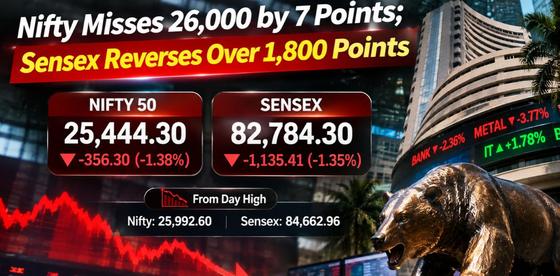 Nifty Misses 26,000 by 7 Points;
Sensex Reverses Over 1,800 Points
NIFTY 50
25,444.30
▼ -356.30 (-1.38%)
SENSEX
82,784.30
▼ -1,135.41 (-1.35%)
From Day High
Nifty: 25,992.60 | Sensex: 84,662.96
BANK ▼ -2.36% METAL ▼ -3.77%
IT ▲ +1.78%